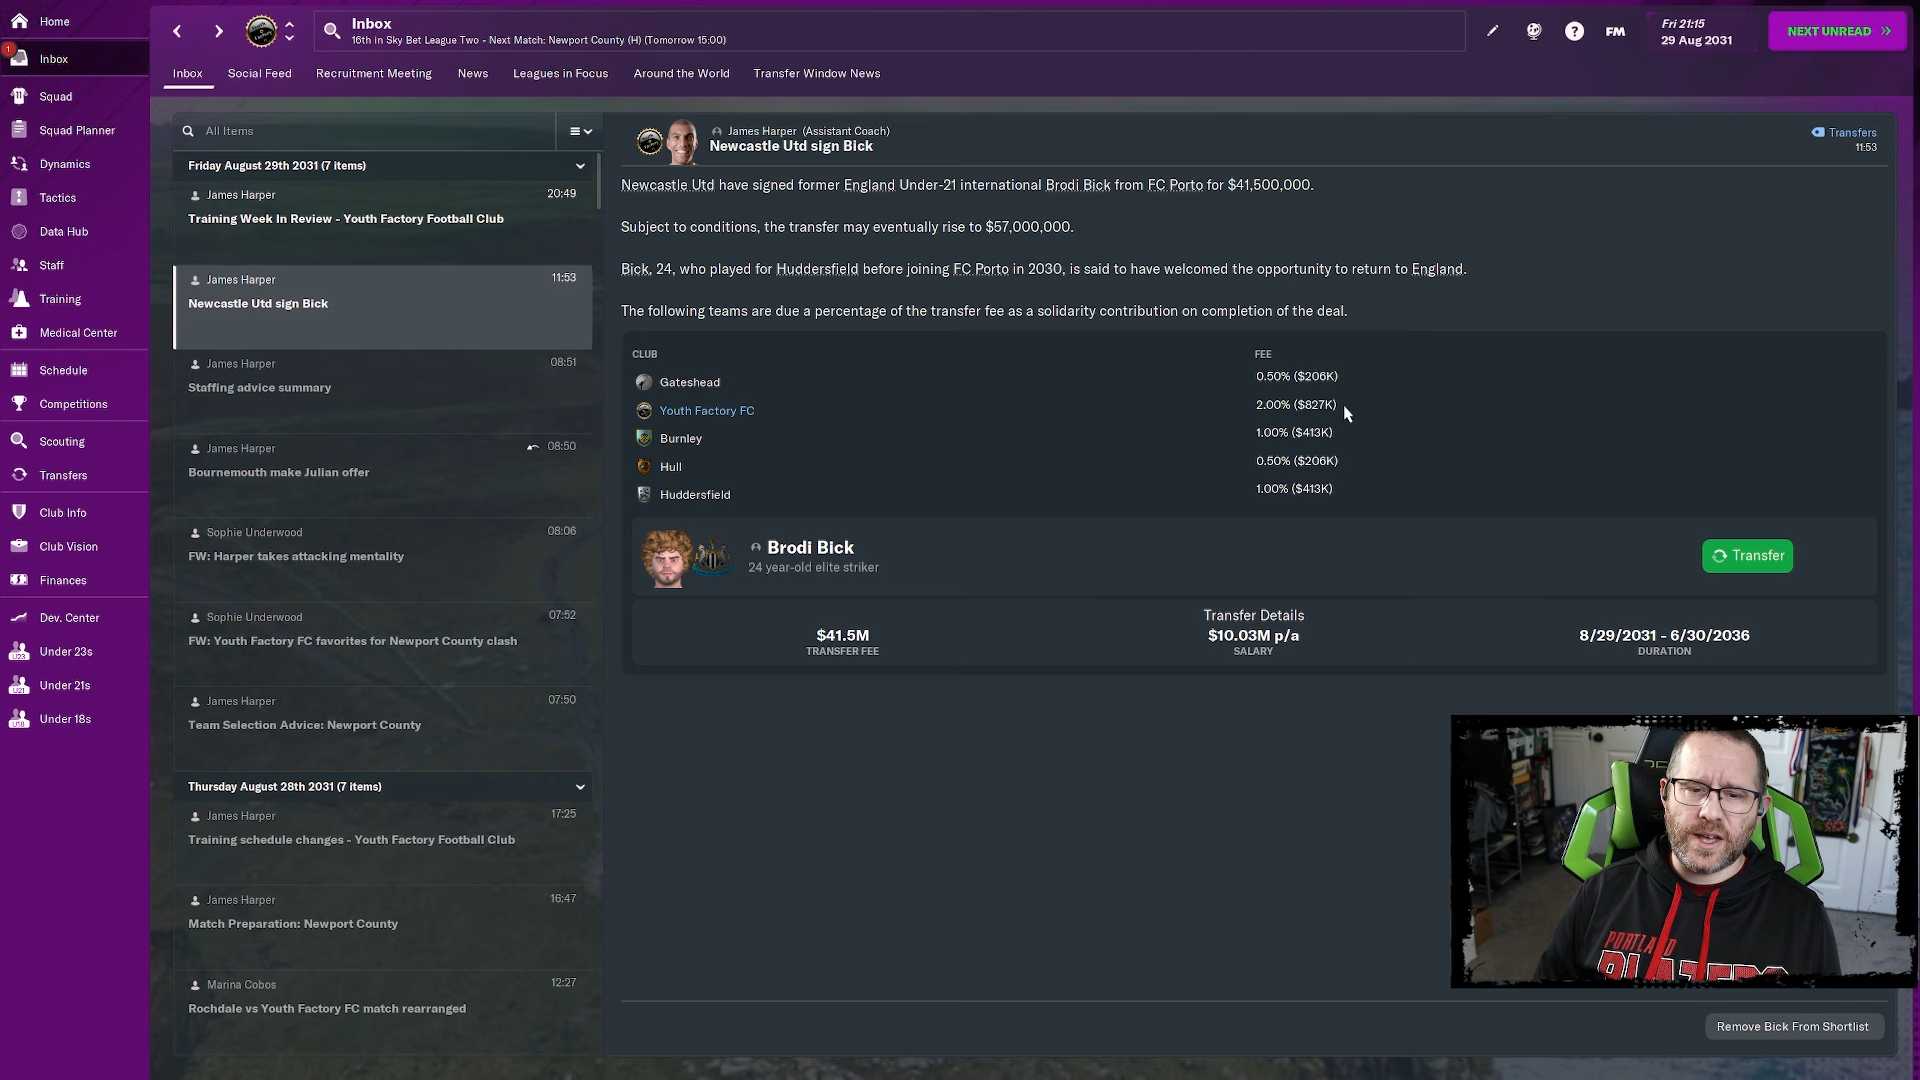 Home
1
Inbox
Squad
Squad Planner
Dynamics
Tactics
Data Hub
Staff
Training
Medical Center
Schedule
Competitions
Scouting
Transfers
Club Info
Club Vision
Finances
Dev. Center
Under 23s
Under 21s
Under 18s
Inbox
16th in Sky Bet League Two - Next Match: Newport County (H) (Tomorrow 15:00)
FM
Fri 21:15
29 Aug 2031
NEXT UNREAD
Inbox Social Feed Recruitment Meeting News Leagues in Focus Around the World Transfer Window News
All Items
Friday August 29th 2031 (7 items)
James Harper 20:49
Training Week In Review - Youth Factory Football Club
James Harper 11:53
Newcastle Utd sign Bick
James Harper 08:51
Staffing advice summary
James Harper 08:50
Bournemouth make Julian offer
Sophie Underwood 08:06
FW: Harper takes attacking mentality
Sophie Underwood 07:52
FW: Youth Factory FC favorites for Newport County clash
James Harper 07:50
Team Selection Advice: Newport County
Thursday August 28th 2031 (7 items)
James Harper 17:25
Training schedule changes - Youth Factory Football Club
James Harper 16:47
Match Preparation: Newport County
Marina Cobos 12:27
Rochdale vs Youth Factory FC match rearranged
James Harper (Assistant Coach)
Newcastle Utd sign Bick
Transfers
11:53
Newcastle Utd have signed former England Under-21 international Brodi Bick from FC Porto for $41,500,000.
Subject to conditions, the transfer may eventually rise to $57,000,000.
Bick, 24, who played for Huddersfield before joining FC Porto in 2030, is said to have welcomed the opportunity to return to England.
The following teams are due a percentage of the transfer fee as a solidarity contribution on completion of the deal.
CLUB FEE
Gateshead 0.50% ($206K)
Youth Factory FC 2.00% ($827K)
Burnley 1.00% ($413K)
Hull 0.50% ($206K)
Huddersfield 1.00% ($413K)
Brodi Bick
24 year-old elite striker
Transfer
Transfer Details
$41.5M $10.03M p/a 8/29/2031 - 6/30/2036
TRANSFER FEE SALARY DURATION
PORTLAND
Remove Bick From Shortlist